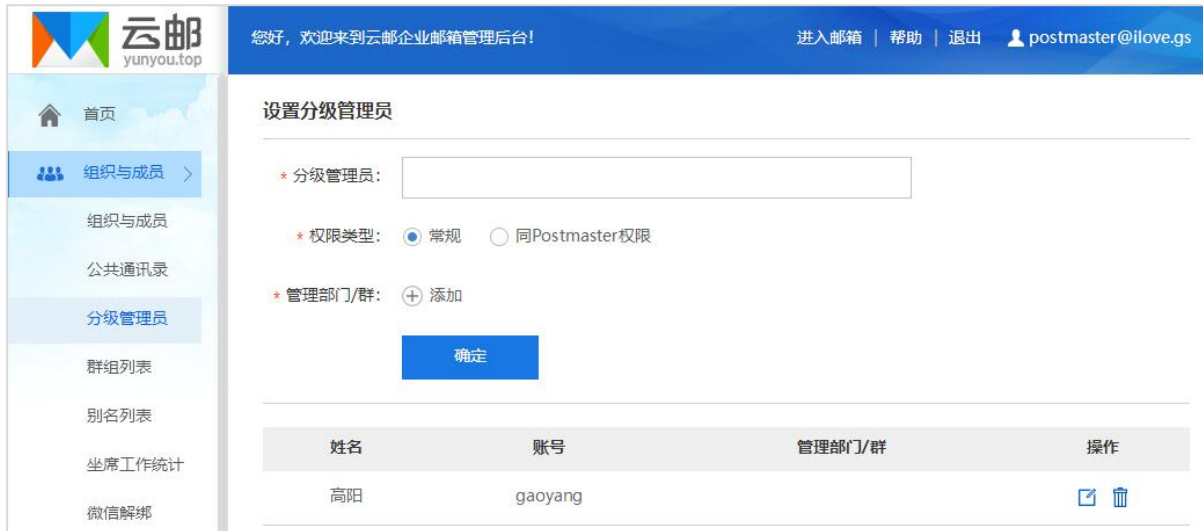 云邮
yunyou.top
您好，欢迎来到云邮企业邮箱管理后台！
进入邮箱 | 帮助 | 退出 postmaster@ilove.gs
首页
组织与成员
组织与成员
公共通讯录
分级管理员
群组列表
别名列表
坐席工作统计
微信解绑
设置分级管理员
* 分级管理员：
* 权限类型： 常规 同Postmaster权限
* 管理部门/群： 添加
确定
姓名 账号 管理部门/群 操作
高阳 gaoyang